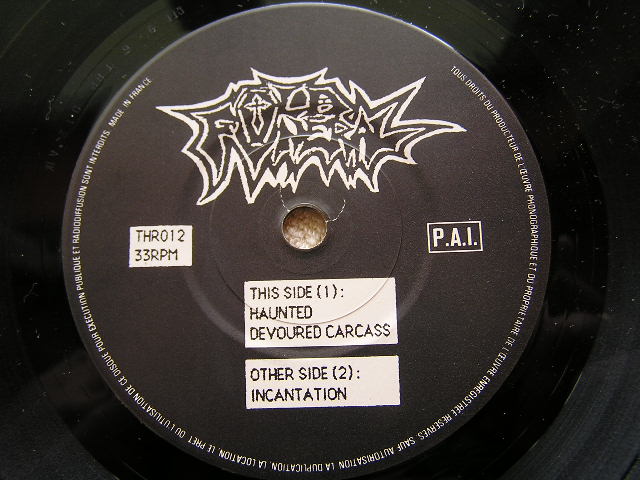 THR012
33RPM
P.A.I.
THIS SIDE (1):
HAUNTED
DEVOURED CARCASS
OTHER SIDE (2):
INCANTATION
TOUS DROITS DU PRODUCTEUR DE L'ŒUVRE PHONOGRAPHIQUE ET DU PROPRIETAIRE DE L'ŒUVRE ENREGISTREE RESERVES. SAUF AUTORISATION LA DUPLICATION, LA LOCATION, LE PRET OU L'UTILISATION DE CE DISQUE POUR EXECUTION PUBLIQUE ET RADIODIFFUSION SONT INTERDITS. MADE IN FRANCE